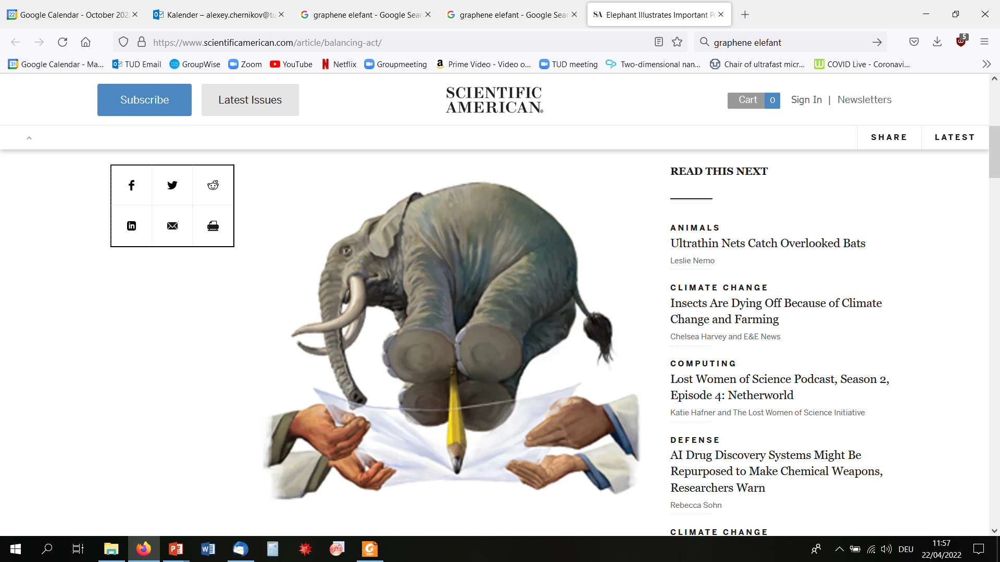 Google Calendar - October 202
Kalender – alexey.chernikov@tu
graphene elefant - Google Sear
graphene elefant - Google Sear
SA Elephant Illustrates Important Po
https://www.scientificamerican.com/article/balancing-act/
graphene elefant
5
Google Calendar - Ma...
TUD Email
GroupWise
Zoom
YouTube
Netflix
Groupmeeting
Prime Video - Video o...
TUD meeting
Two-dimensional nan...
Chair of ultrafast micr...
COVID Live - Coronavi...
Subscribe
Latest Issues
SCIENTIFIC
AMERICAN®
Cart 0
Sign In | Newsletters
SHARE
LATEST
READ THIS NEXT
ANIMALS
Ultrathin Nets Catch Overlooked Bats
Leslie Nemo
CLIMATE CHANGE
Insects Are Dying Off Because of Climate
Change and Farming
Chelsea Harvey and E&E News
COMPUTING
Lost Women of Science Podcast, Season 2,
Episode 4: Netherworld
Katie Hafner and The Lost Women of Science Initiative
DEFENSE
AI Drug Discovery Systems Might Be
Repurposed to Make Chemical Weapons,
Researchers Warn
Rebecca Sohn
CLIMATE CHANGE
DEU
11:57
22/04/2022